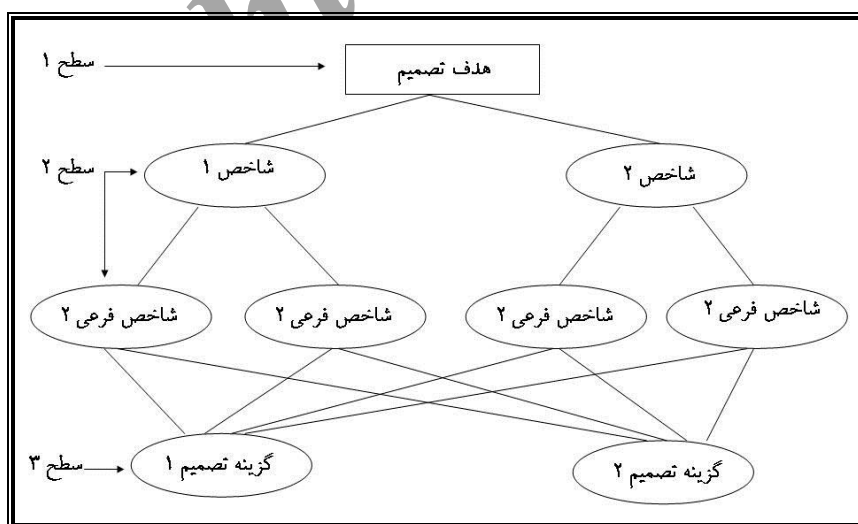 سطح ۱
هدف تصمیم
سطح ۲
شاخص ۱
شاخص ۲
شاخص فرعی ۲
شاخص فرعی ۲
شاخص فرعی ۲
شاخص فرعی ۲
سطح ۳
گزینه تصمیم ۱
گزینه تصمیم ۲